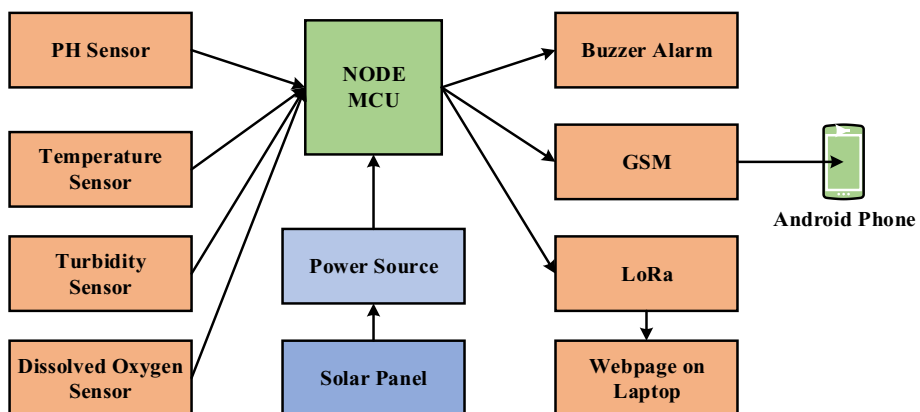 PH Sensor
Temperature
Sensor
Turbidity
Sensor
Dissolved Oxygen
Sensor
NODE
MCU
Power Source
Solar Panel
Buzzer Alarm
GSM
LoRa
Webpage on
Laptop
Android Phone